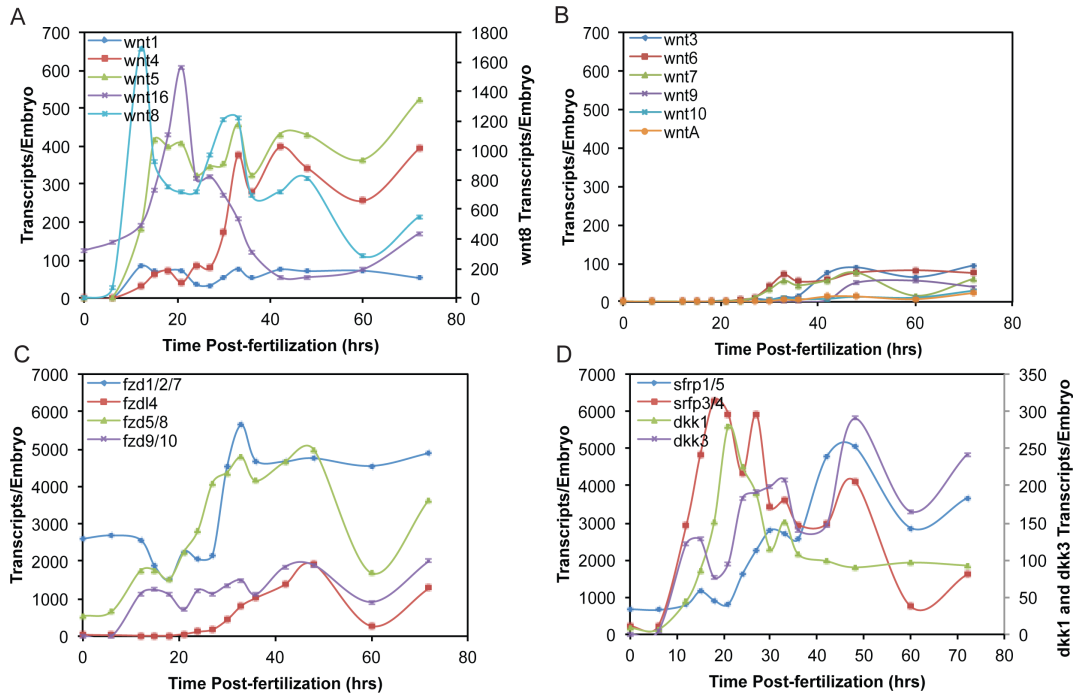 A
700
600
500
400
300
200
100
0
Transcripts/Embryo
wnt1
wnt4
wnt5
wnt16
wnt8
1800
1600
1400
1200
1000
800
600
400
200
0
wnt8 Transcripts/Embryo
0 20 40 60 80
Time Post-fertilization (hrs)
B
700
600
500
400
300
200
100
0
Transcripts/Embryo
wnt3
wnt6
wnt7
wnt9
wnt10
wntA
0 20 40 60 80
Time Post-fertilization (hrs)
C
7000
6000
5000
4000
3000
2000
1000
0
Transcripts/Embryo
fzd1/2/7
fzdl4
fzd5/8
fzd9/10
0 20 40 60 80
Time Post-fertilization (hrs)
D
7000
6000
5000
4000
3000
2000
1000
0
Transcripts/Embryo
sfrp1/5
srfp3/4
dkk1
dkk3
350
300
250
200
150
100
50
0
dkk1 and dkk3 Transcripts/Embryo
0 10 20 30 40 50 60 70 80
Time Post-fertilization (hrs)